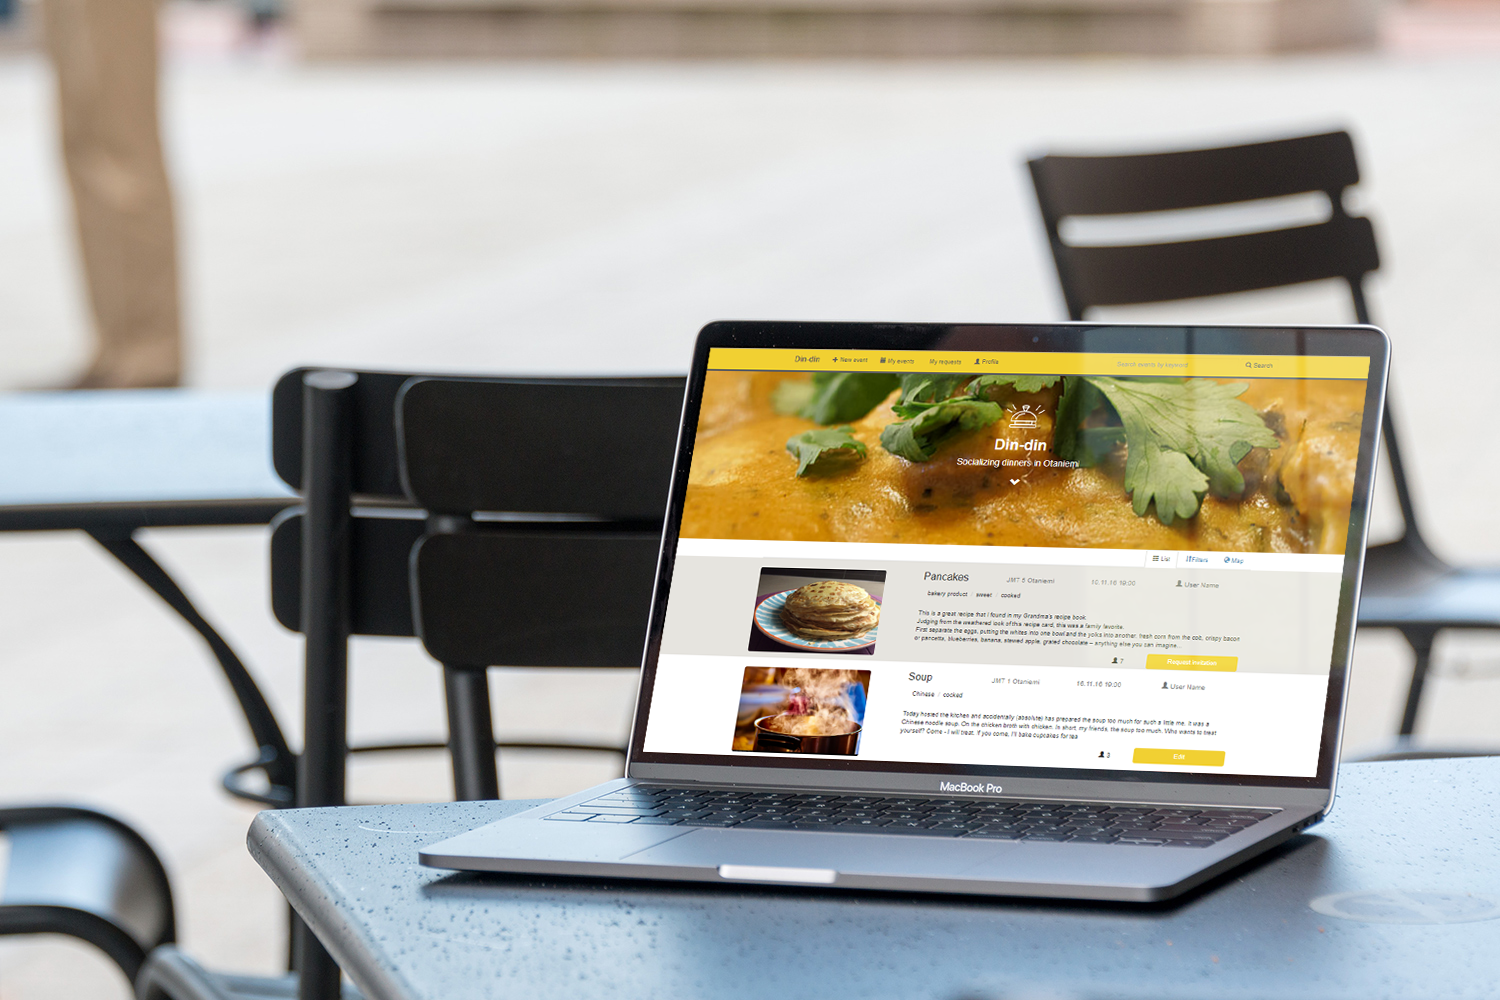 Din-din
New event
My events
My requests
Profile
Search events by keyword
Search
Din-din
Socializing dinners in Otaniemi
List
Filters
Map
Pancakes
JMT 5 Otaniemi
16.11.16 19:00
User Name
bakery product / sweet / cooked
This is a great recipe that I found in my Grandma's recipe book.
Judging from the weathered look of this recipe card, this was a family favorite.
First separate the eggs, putting the whites into one bowl and the yolks into another. fresh corn from the cob, crispy bacon
or pancetta, blueberries, banana, stewed apple, grated chocolate – anything else you can imagine...
7
Request invitation
Soup
JMT 1 Otaniemi
16.11.16 19:00
User Name
Chinese / cooked
Today hosted the kitchen and accidentally (absolute) has prepared the soup too much for such a little me. It was a
Chinese noodle soup. On the chicken broth with chicken. In short, my friends, the soup too much. Who wants to treat
yourself? Come - I will treat. If you come, I'll bake cupcakes for tea
3
Edit
MacBook Pro